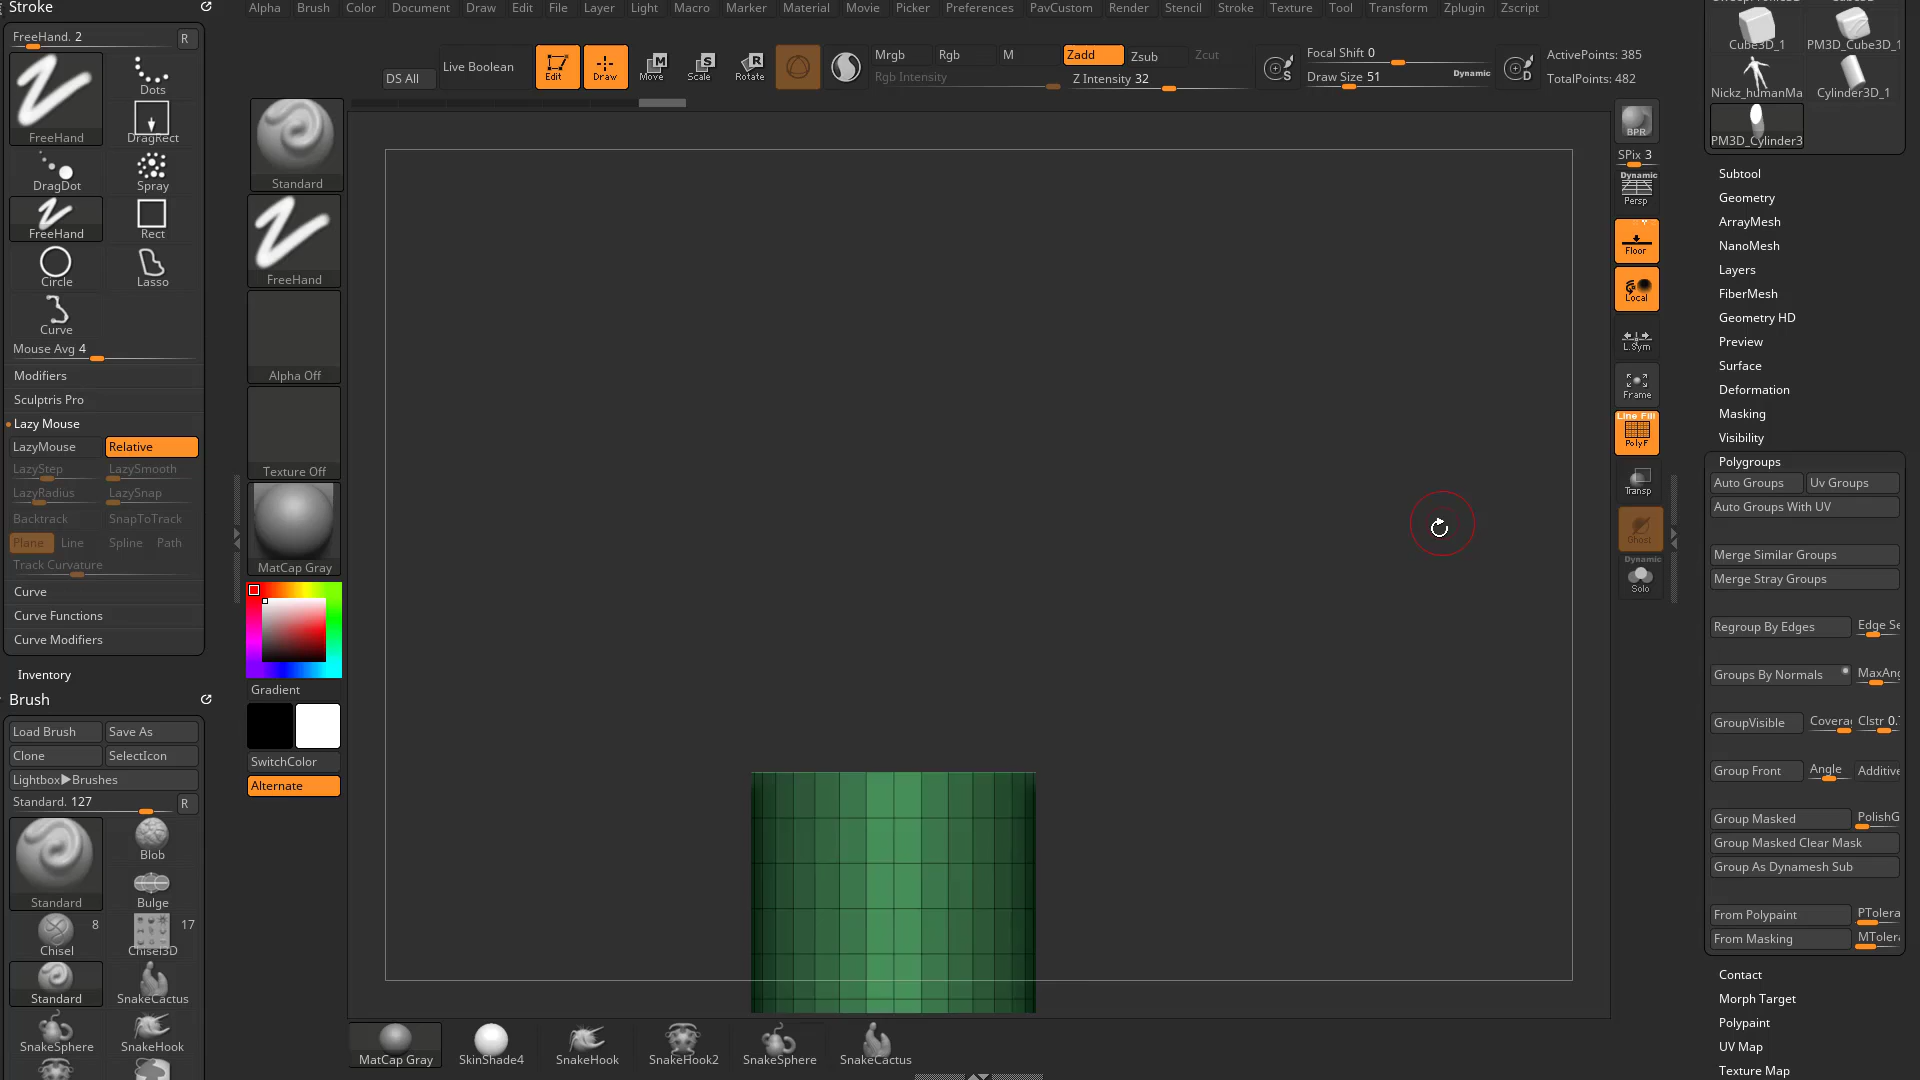 Stroke
Alpha Brush Color Document Draw Edit File Layer Light Macro Marker Material Movie Picker Preferences PavCustom Render Stencil Stroke Texture Tool Transform Zplugin Zscript
FreeHand. 2 R
FreeHand
Dots
DragRect
DragDot
Spray
FreeHand
Rect
Circle
Lasso
Curve
Mouse Avg 4
Modifiers
Sculptris Pro
Lazy Mouse
LazyMouse Relative
LazyStep LazySmooth
LazyRadius LazySnap
Backtrack SnapToTrack
Plane Line Spline Path
Track Curvature
Curve
Curve Functions
Curve Modifiers
Inventory
Brush
Load Brush Save As
Clone SelectIcon
Lightbox▶Brushes
Standard. 127 R
Standard
Blob
Bulge
8
Chisel
17
Chisel3D
Standard
SnakeCactus
SnakeSphere
SnakeHook
DS All
Live Boolean
Edit
Draw
Move
Scale
Rotate
Mrgb Rgb M
Rgb Intensity
Zadd Zsub Zcut
Z Intensity 32
S
Focal Shift 0
Draw Size 51 Dynamic
D
ActivePoints: 385
TotalPoints: 482
Standard
FreeHand
Alpha Off
Texture Off
MatCap Gray
Gradient
SwitchColor
Alternate
MatCap Gray
SkinShade4
SnakeHook
SnakeHook2
SnakeSphere
SnakeCactus
BPR
SPix 3
Dynamic
Persp
Floor
Local
L.Sym
Frame
Line Fill
PolyF
Transp
Ghost
Dynamic
Solo
Cube3D_1
PM3D_Cube3D_1
Nickz_humanMa
Cylinder3D_1
PM3D_Cylinder3
Subtool
Geometry
ArrayMesh
NanoMesh
Layers
FiberMesh
Geometry HD
Preview
Surface
Deformation
Masking
Visibility
Polygroups
Auto Groups Uv Groups
Auto Groups With UV
Merge Similar Groups
Merge Stray Groups
Regroup By Edges Edge Se
Groups By Normals MaxAng
GroupVisible Covera Clstr 0.
Group Front Angle Additive
Group Masked PolishG
Group Masked Clear Mask
Group As Dynamesh Sub
From Polypaint PTolera
From Masking MTolera
Contact
Morph Target
Polypaint
UV Map
Texture Map